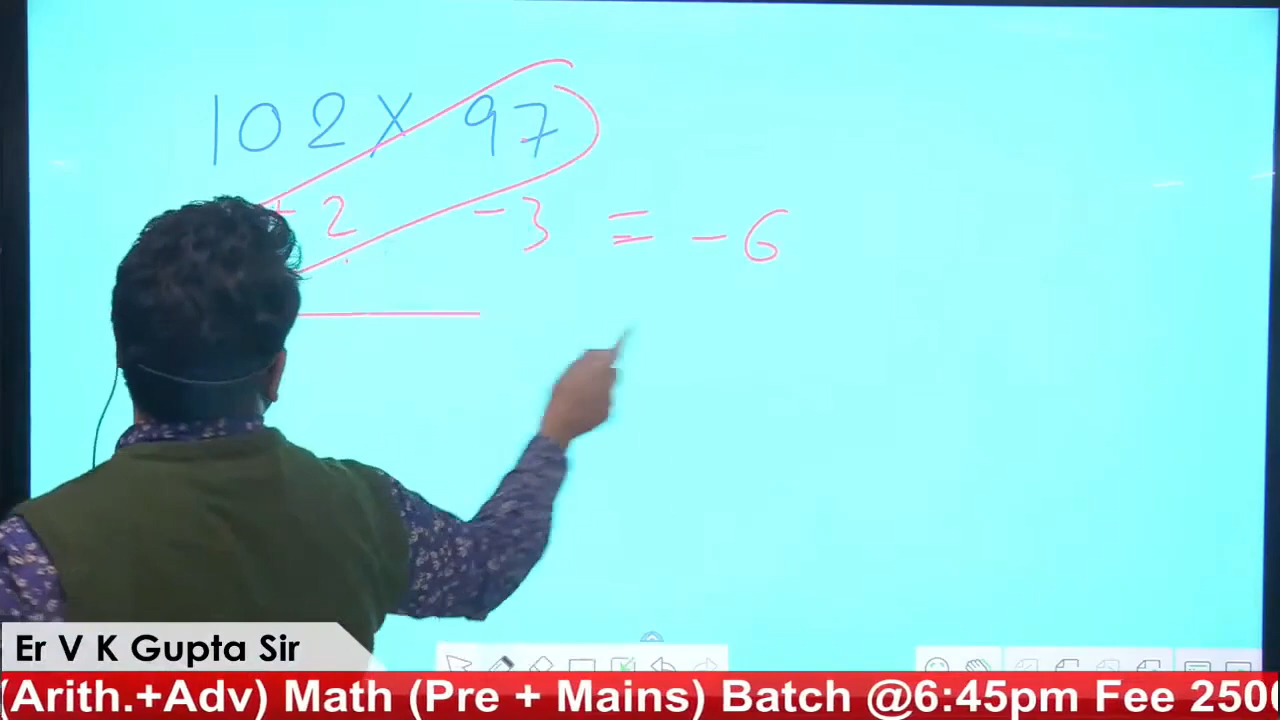 102 X 97
+2 -3 = -6
Er V K Gupta Sir
(Arith.+Adv) Math (Pre + Mains) Batch @6:45pm Fee 250